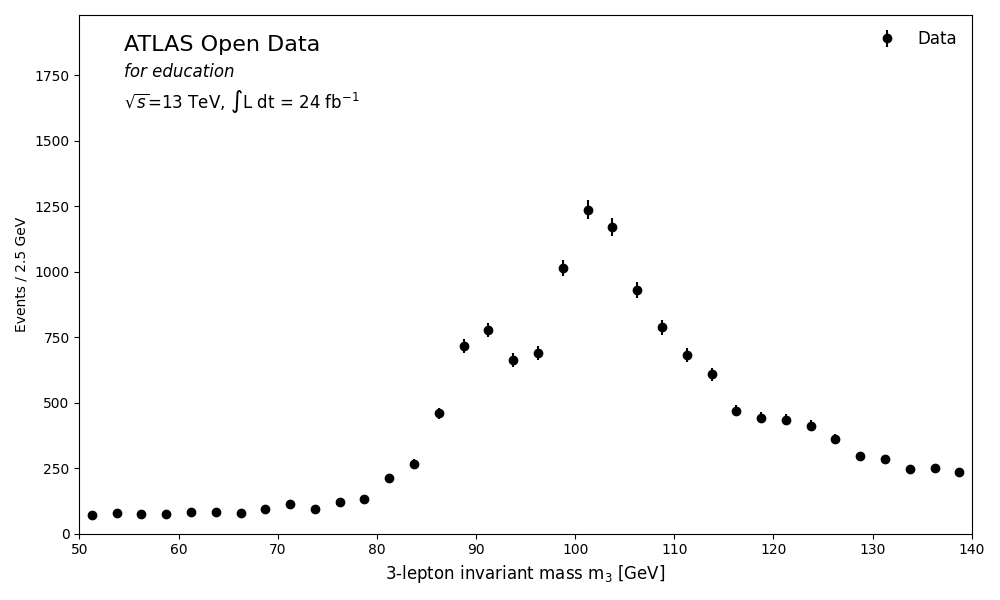 ATLAS Open Data
for education
√s=13 TeV, ∫L dt = 24 fb⁻¹
Data
Events / 2.5 GeV
1750
1500
1250
1000
750
500
250
0
50 60 70 80 90 100 110 120 130 140
3-lepton invariant mass m₃ [GeV]